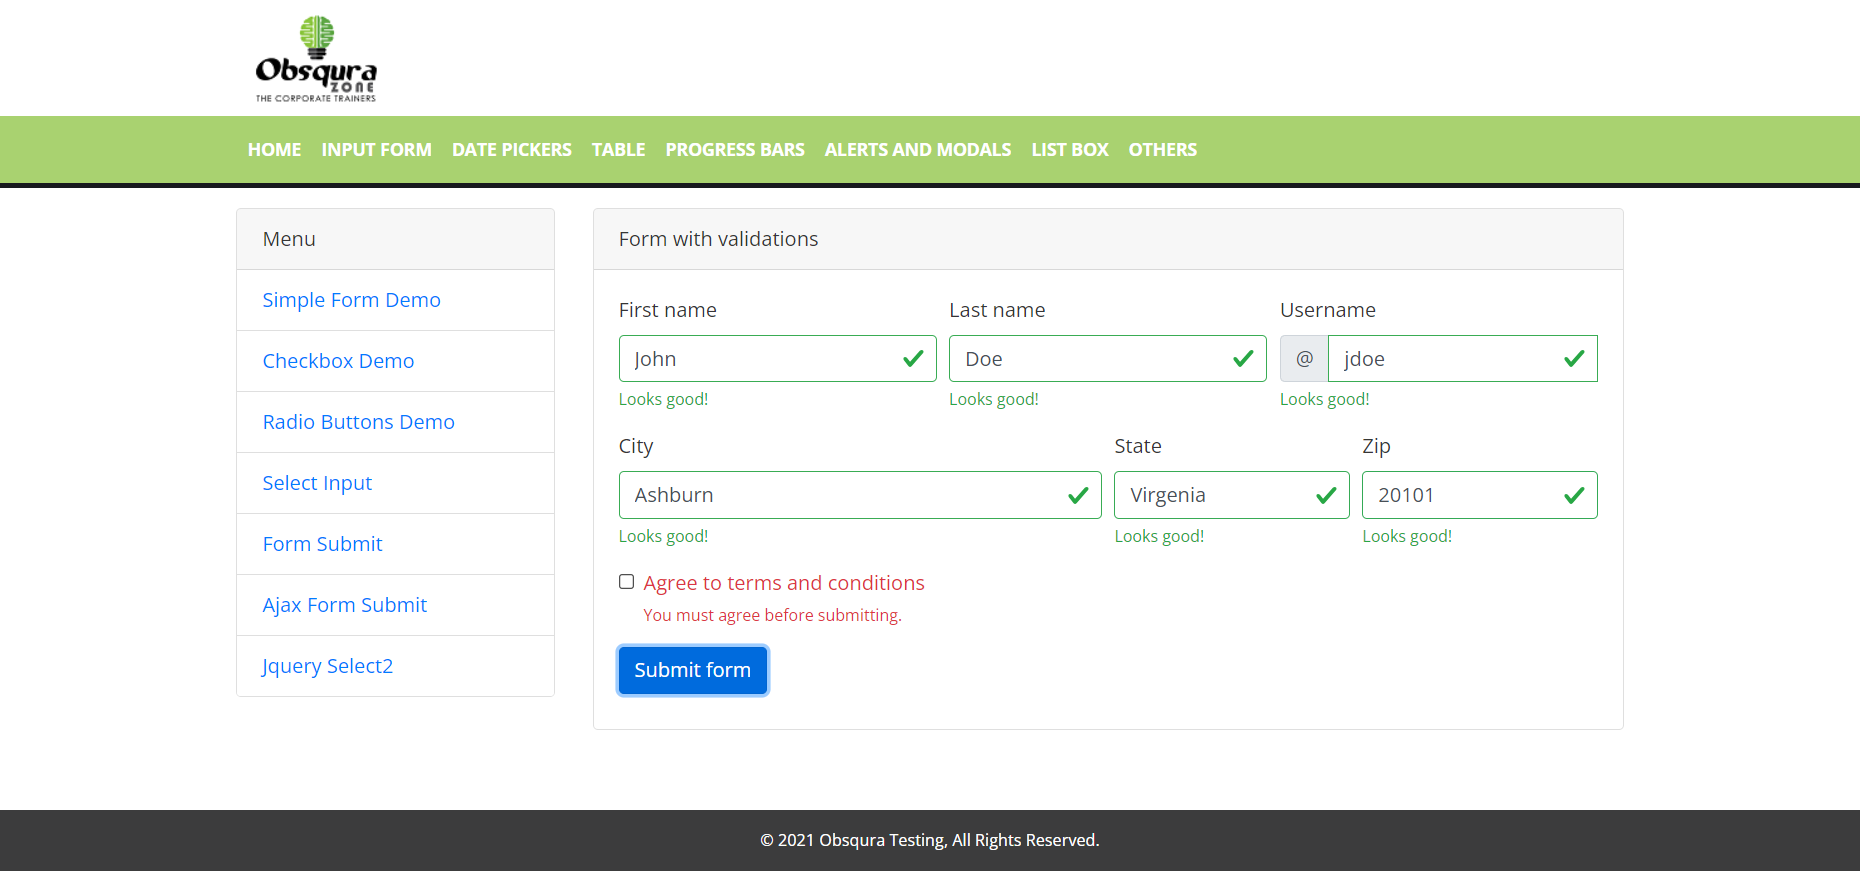 Obsqura
ZONE
THE CORPORATE TRAINERS
HOME INPUT FORM DATE PICKERS TABLE PROGRESS BARS ALERTS AND MODALS LIST BOX OTHERS
Menu
Simple Form Demo
Checkbox Demo
Radio Buttons Demo
Select Input
Form Submit
Ajax Form Submit
Jquery Select2
Form with validations
First name Last name Username
John Doe @ jdoe
Looks good! Looks good! Looks good!
City State Zip
Ashburn Virgenia 20101
Looks good! Looks good! Looks good!
Agree to terms and conditions
You must agree before submitting.
Submit form
© 2021 Obsqura Testing, All Rights Reserved.